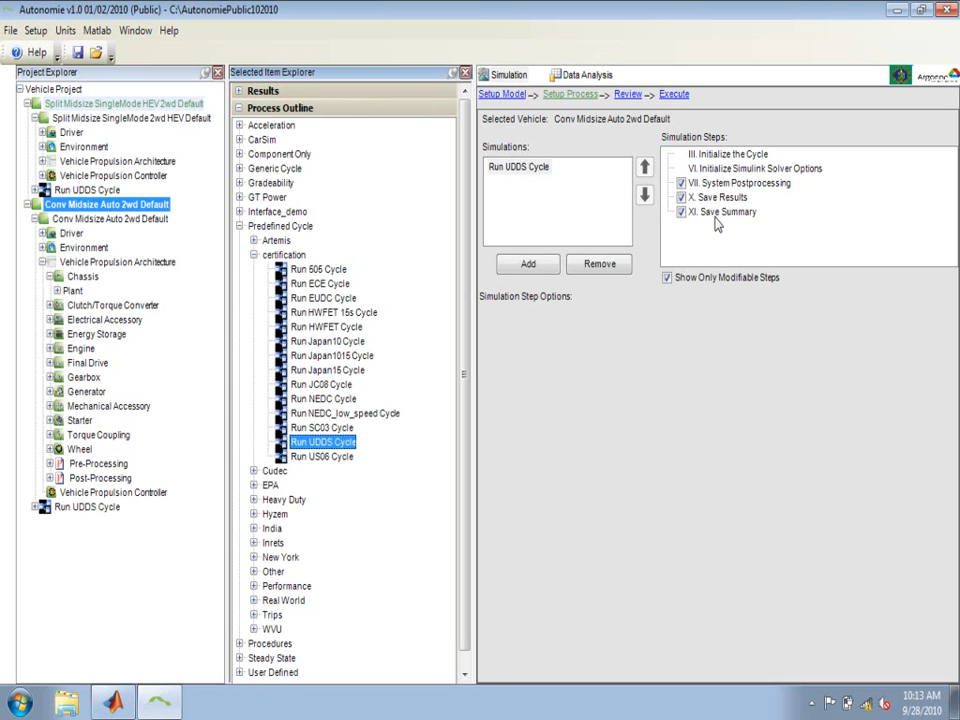 Autonomie v1.0 01/02/2010 (Public) - C:\AutonomiePublic102010
File Setup Units Matlab Window Help
Help
Project Explorer
Vehicle Project
Split Midsize SingleMode HEV 2wd Default
Split Midsize SingleMode 2wd HEV Default
Driver
Environment
Vehicle Propulsion Architecture
Vehicle Propulsion Controller
Run UDDS Cycle
Conv Midsize Auto 2wd Default
Conv Midsize Auto 2wd Default
Driver
Environment
Vehicle Propulsion Architecture
Chassis
Plant
Clutch/Torque Converter
Electrical Accessory
Energy Storage
Engine
Final Drive
Gearbox
Generator
Mechanical Accessory
Starter
Torque Coupling
Wheel
Pre-Processing
Post-Processing
Vehicle Propulsion Controller
Run UDDS Cycle
Selected Item Explorer
Results
Process Outline
Acceleration
CarSim
Component Only
Generic Cycle
Gradeability
GT Power
Interface_demo
Predefined Cycle
Artemis
certification
Run 505 Cycle
Run ECE Cycle
Run EUDC Cycle
Run HWFET 15s Cycle
Run HWFET Cycle
Run Japan10 Cycle
Run Japan1015 Cycle
Run Japan15 Cycle
Run JC08 Cycle
Run NEDC Cycle
Run NEDC_low_speed Cycle
Run SC03 Cycle
Run UDDS Cycle
Run US06 Cycle
Cudec
EPA
Heavy Duty
Hyzem
India
Inrets
New York
Other
Performance
Real World
Trips
WVU
Procedures
Steady State
User Defined
Simulation Data Analysis
Setup Model -> Setup Process -> Review -> Execute
Selected Vehicle: Conv Midsize Auto 2wd Default
Simulations:
Run UDDS Cycle
Add Remove
Simulation Steps:
III. Initialize the Cycle
VI. Initialize Simulink Solver Options
VII. System Postprocessing
X. Save Results
XI. Save Summary
Show Only Modifiable Steps
Simulation Step Options:
10:13 AM
9/28/2010